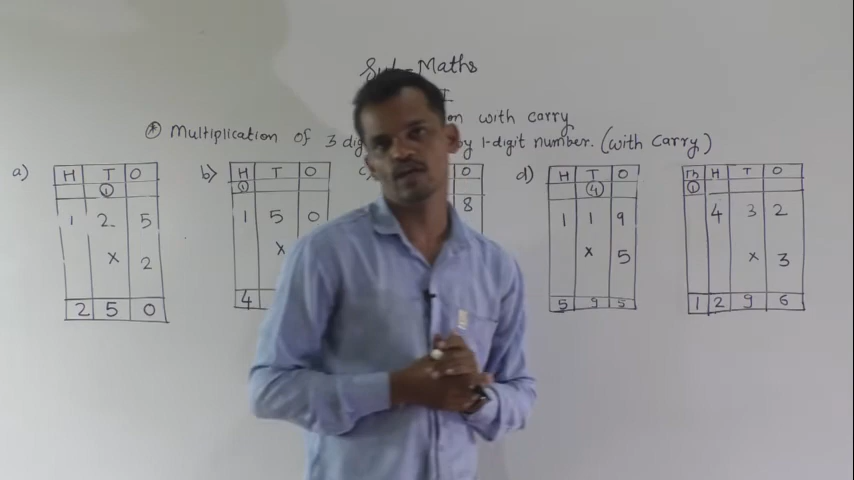 Sub-Maths
I
on with carry
* Multiplication of 3 dig by 1-digit number. (with carry)
a) b) c) d)
H T O H T O O H T O Th H T O
1 1 4 1
1 2 5 1 5 0 8 1 1 9 4 3 2
x 2 x x 5 x 3
2 5 0 4 5 9 5 1 2 9 6